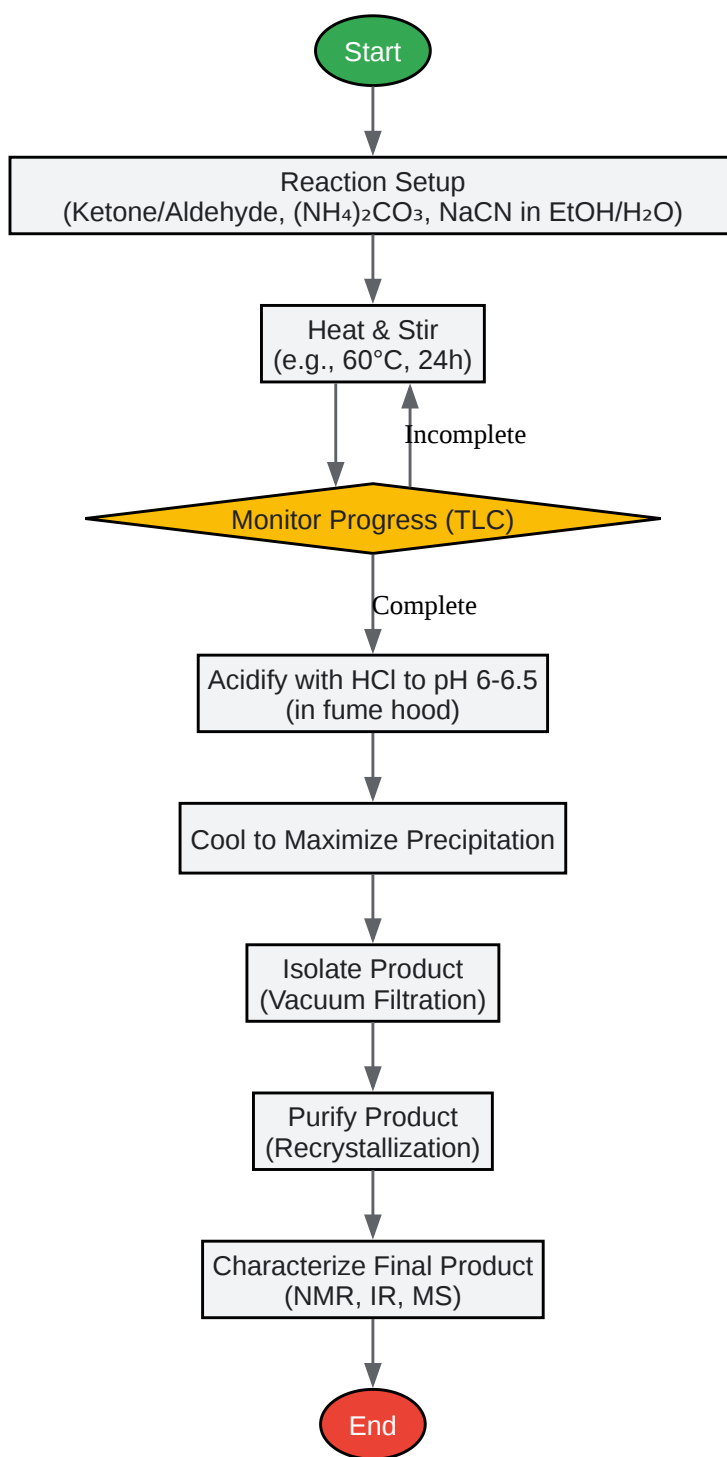 Start
Reaction Setup
(Ketone/Aldehyde, (NH₄)₂CO₃, NaCN in EtOH/H₂O)
Heat & Stir
(e.g., 60°C, 24h)
Incomplete
Monitor Progress (TLC)
Complete
Acidify with HCl to pH 6-6.5
(in fume hood)
Cool to Maximize Precipitation
Isolate Product
(Vacuum Filtration)
Purify Product
(Recrystallization)
Characterize Final Product
(NMR, IR, MS)
End